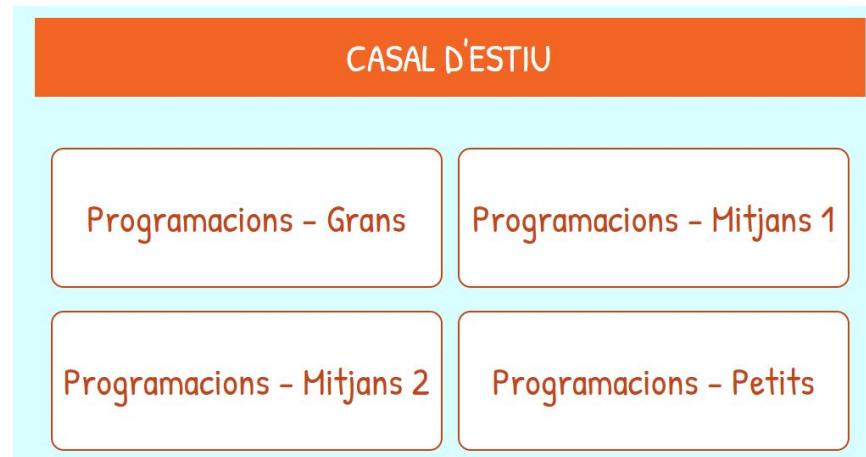 CASAL D'ESTIU
Programacions - Grans
Programacions - Mitjans 1
Programacions - Mitjans 2
Programacions - Petits